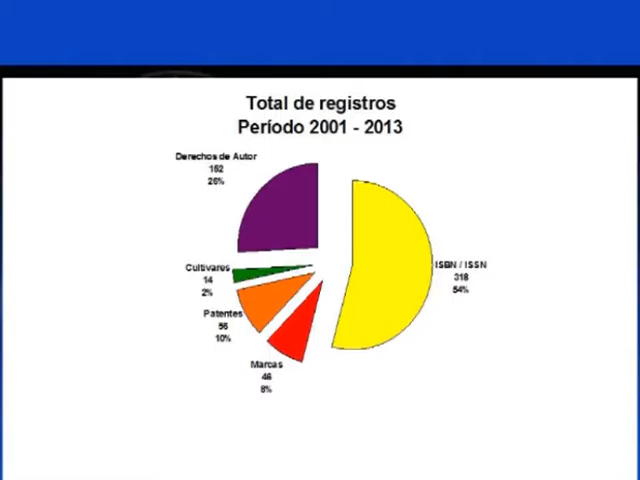 Total de registros
Período 2001 - 2013
Derechos de Autor
152
26%
ISBN / ISSN
318
54%
Cultivares
14
2%
Patentes
56
10%
Marcas
46
8%